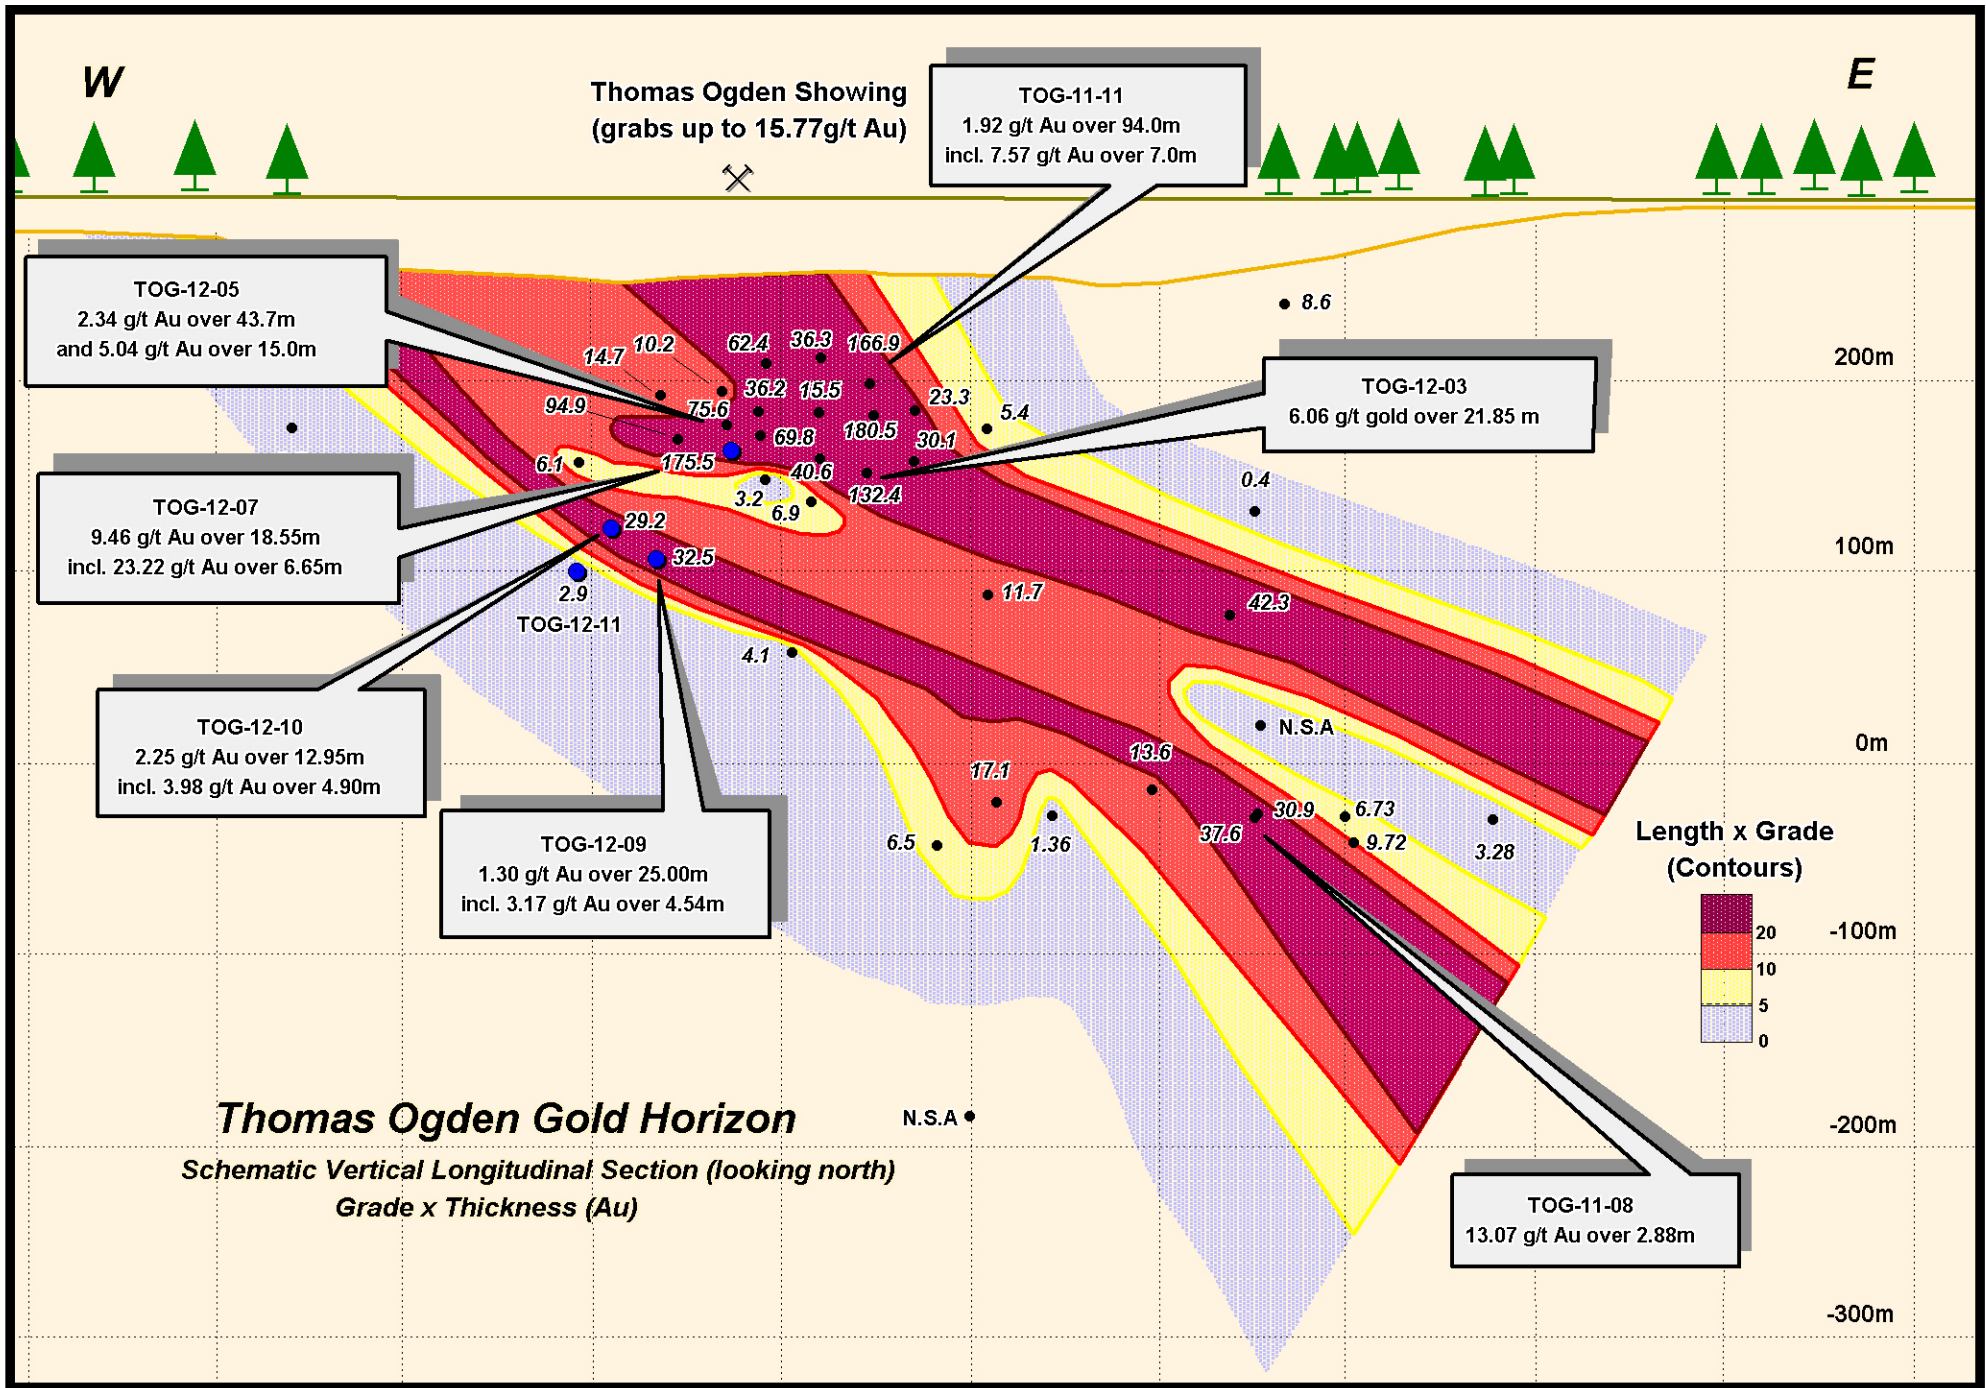 W
E
Thomas Ogden Showing
(grabs up to 15.77g/t Au)
TOG-11-11
1.92 g/t Au over 94.0m
incl. 7.57 g/t Au over 7.0m
TOG-12-05
2.34 g/t Au over 43.7m
and 5.04 g/t Au over 15.0m
8.6
200m
14.7
10.2
62.4
36.3
166.9
TOG-12-03
6.06 g/t gold over 21.85 m
94.9
75.6
36.2
15.5
23.3
5.4
69.8
180.5
30.1
6.1
175.5
40.6
132.4
3.2
6.9
0.4
TOG-12-07
9.46 g/t Au over 18.55m
incl. 23.22 g/t Au over 6.65m
29.2
32.5
100m
2.9
TOG-12-11
11.7
42.3
4.1
TOG-12-10
2.25 g/t Au over 12.95m
incl. 3.98 g/t Au over 4.90m
N.S.A
0m
13.6
17.1
30.9
37.6
6.73
9.72
3.28
6.5
1.36
TOG-12-09
1.30 g/t Au over 25.00m
incl. 3.17 g/t Au over 4.54m
Length x Grade
(Contours)
20
10
5
0
-100m
Thomas Ogden Gold Horizon
Schematic Vertical Longitudinal Section (looking north)
Grade x Thickness (Au)
N.S.A
-200m
TOG-11-08
13.07 g/t Au over 2.88m
-300m